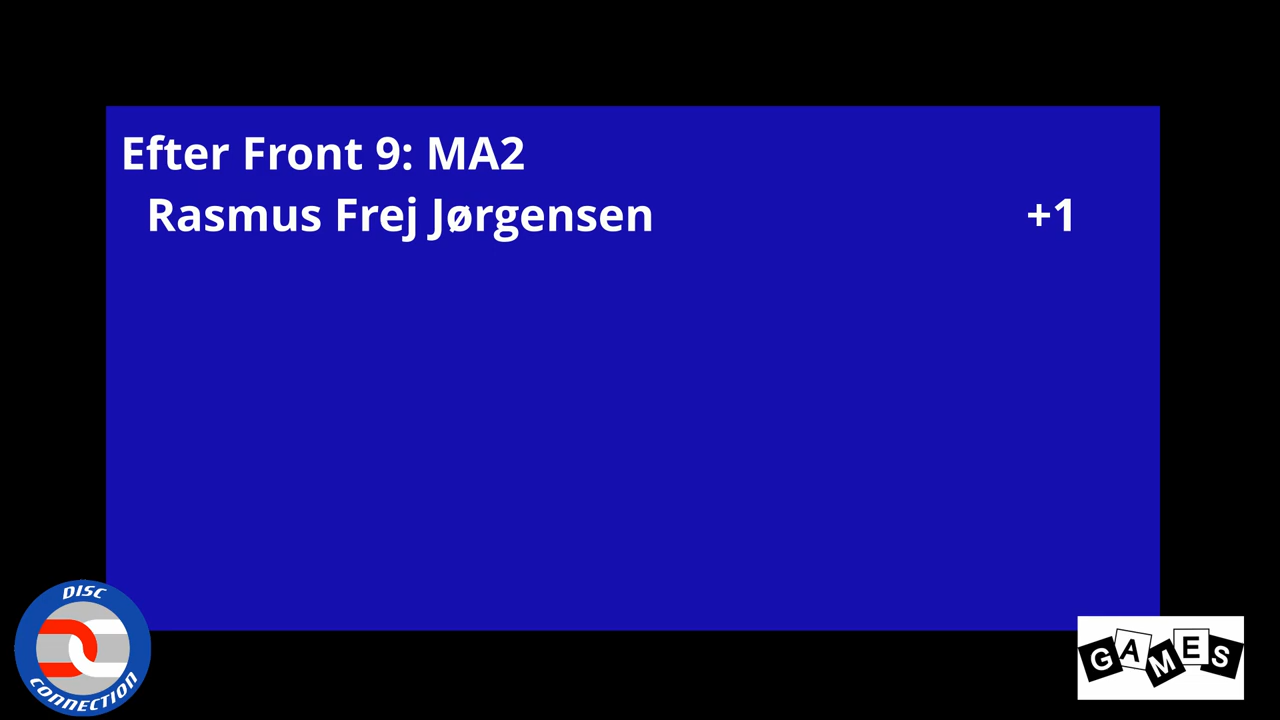 Efter Front 9: MA2
Rasmus Frej Jørgensen +1
DISC
CONNECTION
GAMES